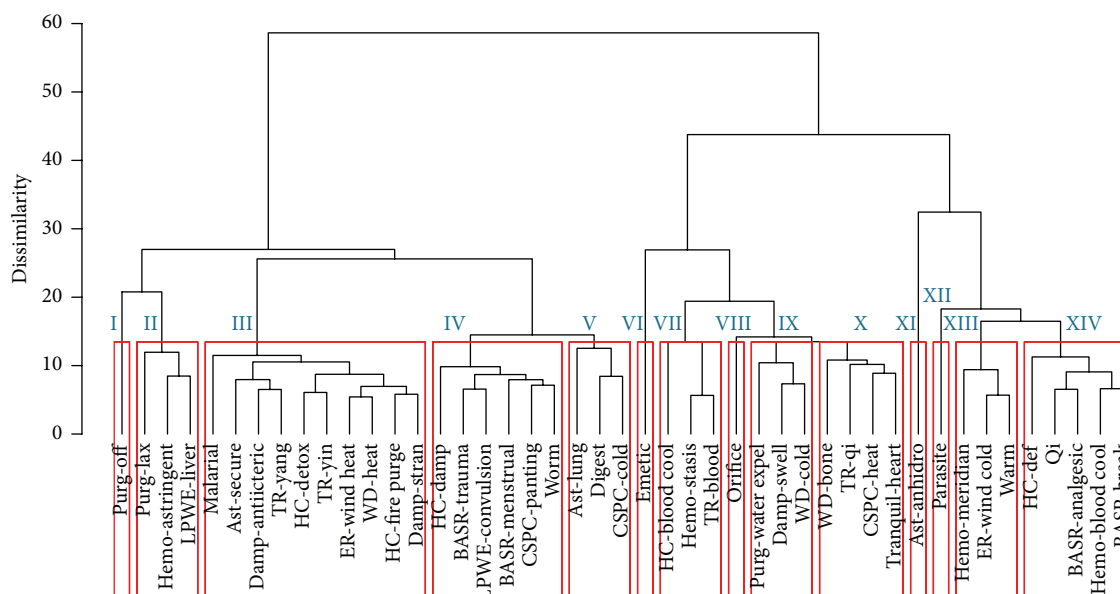 60
50
40
30
20
10
0
Dissimilarity
I
II
III
IV
V
VI
VII
VIII
IX
X
XI
XII
XIII
XIV
Purg-off
Purg-lax
Hemo-astringent
LPWE-liver
Malarial
Ast-secure
Damp-antiicteric
TR-yang
HC-detox
TR-yin
ER-wind heat
WD-heat
HC-fire purge
Damp-stran
HC-damp
BASR-trauma
LPWE-convulsion
BASR-menstrual
CSPC-panting
Worm
Ast-lung
Digest
CSPC-cold
Emetic
HC-blood cool
Hemo-stasis
TR-blood
Orifice
Purg-water expel
Damp-swell
WD-cold
WD-bone
TR-qi
CSPC-heat
Tranquil-heart
Ast-anhidro
Parasite
Hemo-meridian
ER-wind cold
Warm
HC-def
Qi
BASR-analgesic
Hemo-blood cool